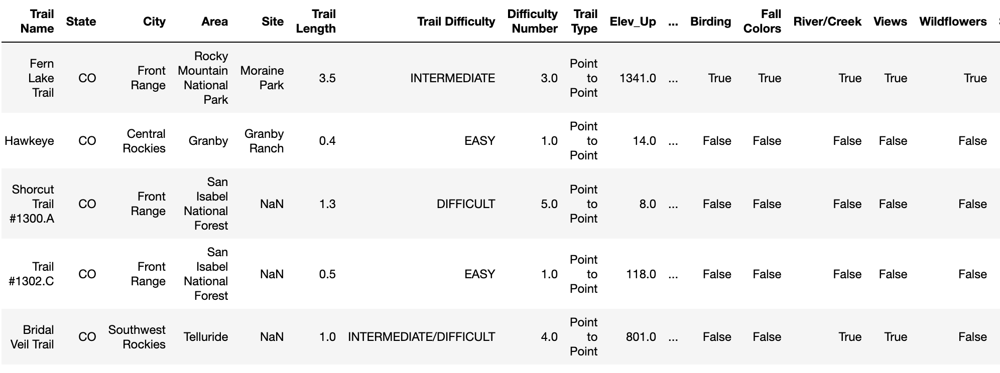 Trail Name State City Area Site Trail Length Trail Difficulty Difficulty Number Trail Type Elev_Up ... Birding Fall Colors River/Creek Views Wildflowers
Fern Lake Trail CO Front Range Rocky Mountain National Park Moraine Park 3.5 INTERMEDIATE 3.0 Point to Point 1341.0 ... True True True True True
Hawkeye CO Central Rockies Granby Granby Ranch 0.4 EASY 1.0 Point to Point 14.0 ... False False False False False
Shorcut Trail #1300.A CO Front Range San Isabel National Forest NaN 1.3 DIFFICULT 5.0 Point to Point 8.0 ... False False False False False
Trail #1302.C CO Front Range San Isabel National Forest NaN 0.5 EASY 1.0 Point to Point 118.0 ... False False False False False
Bridal Veil Trail CO Southwest Rockies Telluride NaN 1.0 INTERMEDIATE/DIFFICULT 4.0 Point to Point 801.0 ... False False True True False